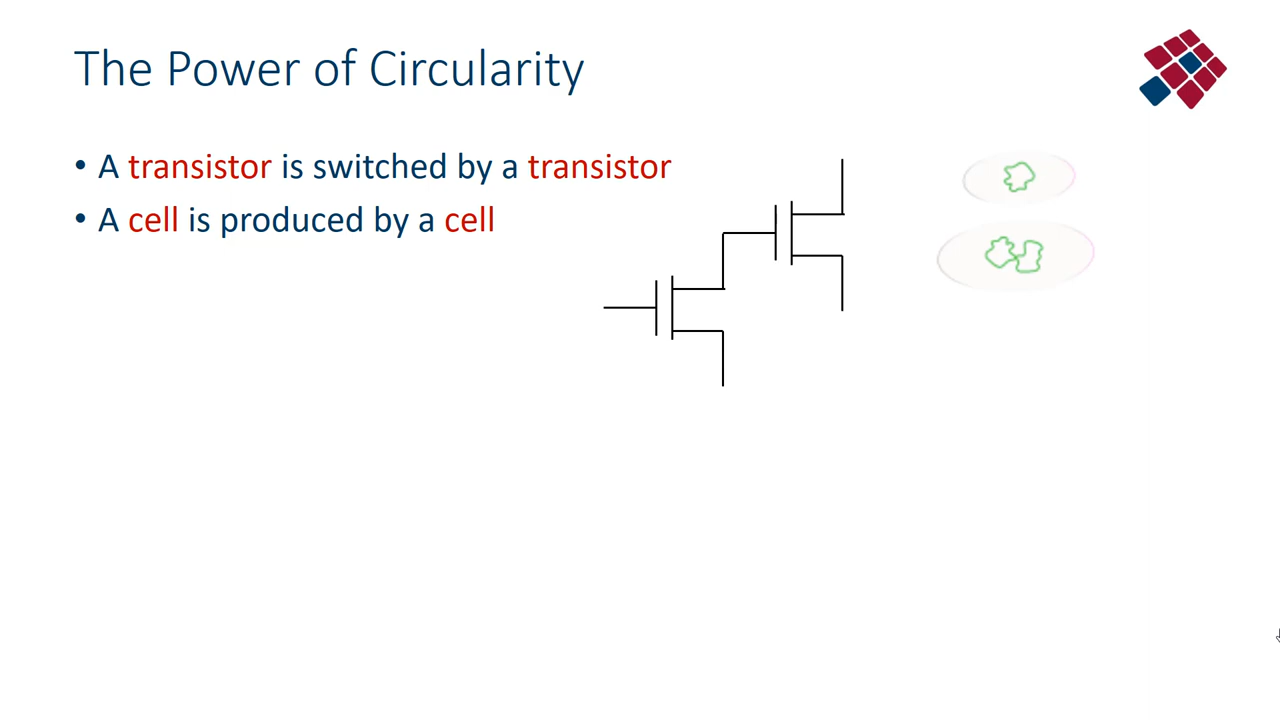 The Power of Circularity
• A transistor is switched by a transistor
• A cell is produced by a cell